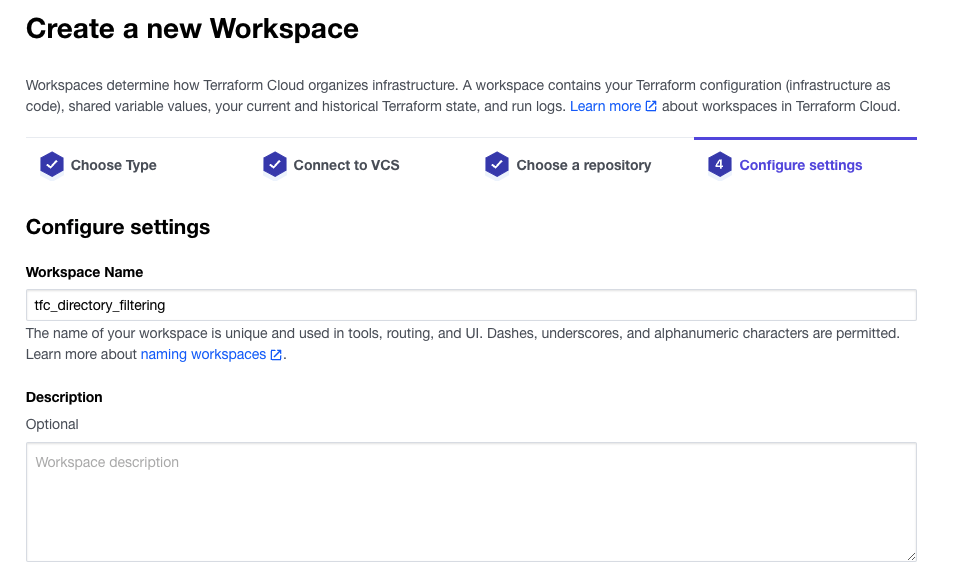 Create a new Workspace
Workspaces determine how Terraform Cloud organizes infrastructure. A workspace contains your Terraform configuration (infrastructure as
code), shared variable values, your current and historical Terraform state, and run logs. Learn more about workspaces in Terraform Cloud.
Choose Type
Connect to VCS
Choose a repository
4 Configure settings
Configure settings
Workspace Name
tfc_directory_filtering
The name of your workspace is unique and used in tools, routing, and UI. Dashes, underscores, and alphanumeric characters are permitted.
Learn more about naming workspaces.
Description
Optional
Workspace description